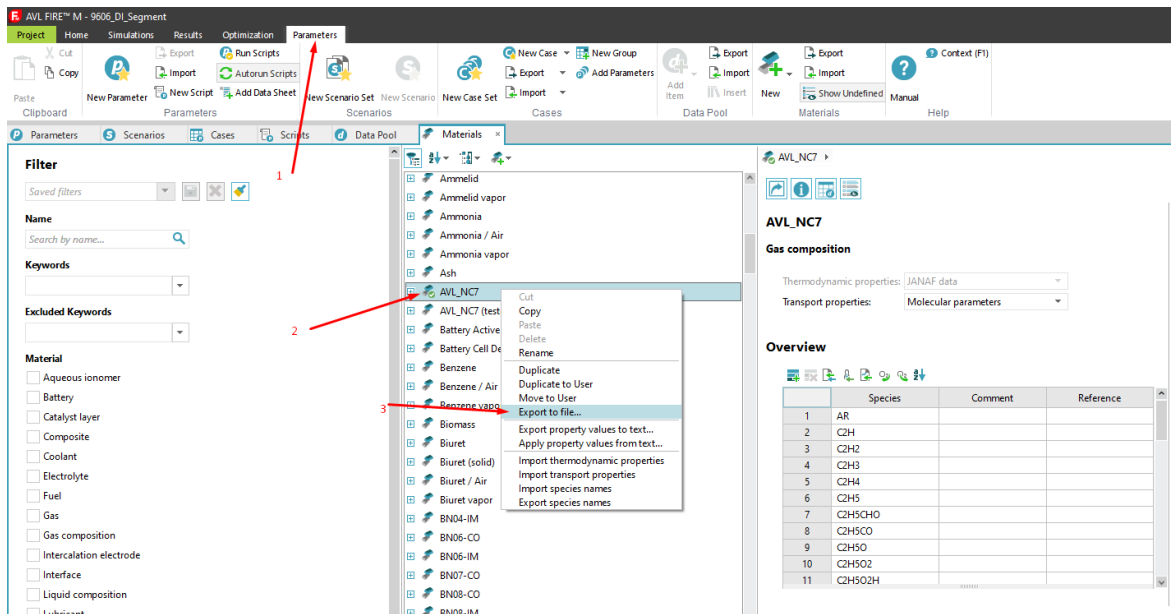 AVL FIRE™ M - 9606_DI_Segment
Project Home Simulations Results Optimization Parameters
Cut
Copy
Paste
Clipboard
New Parameter
Export
Import
New Script
Run Scripts
Autorun Scripts
Add Data Sheet
Parameters
New Scenario Set
New Scenario
Scenarios
New Case Set
New Case
Export
Import
New Group
Add Parameters
Cases
Add
Item
Export
Import
Insert
Data Pool
New
Export
Import
Show Undefined
Materials
Manual
Context (F1)
Help
Parameters Scenarios Cases Scripts Data Pool Materials ×
Filter
Saved filters
Name
Search by name...
Keywords
Excluded Keywords
Material
Aqueous ionomer
Battery
Catalyst layer
Composite
Coolant
Electrolyte
Fuel
Gas
Gas composition
Intercalation electrode
Interface
Liquid composition
Lubricant
1
2
3
Ammelid
Ammelid vapor
Ammonia
Ammonia / Air
Ammonia vapor
Ash
AVL_NC7
AVL_NC7 (test
Battery Active
Battery Cell De
Benzene
Benzene / Air
Benzene vapo
Biomass
Biuret
Biuret (solid)
Biuret / Air
Biuret vapor
BN04-IM
BN06-CO
BN06-IM
BN07-CO
BN08-CO
BN08-IM
Cut
Copy
Paste
Delete
Rename
Duplicate
Duplicate to User
Move to User
Export to file...
Export property values to text...
Apply property values from text...
Import thermodynamic properties
Import transport properties
Import species names
Export species names
AVL_NC7
AVL_NC7
Gas composition
Thermodynamic properties: JANAF data
Transport properties: Molecular parameters
Overview
Species Comment Reference
1 AR
2 C2H
3 C2H2
4 C2H3
5 C2H4
6 C2H5
7 C2H5CHO
8 C2H5CO
9 C2H5O
10 C2H5O2
11 C2H5O2H